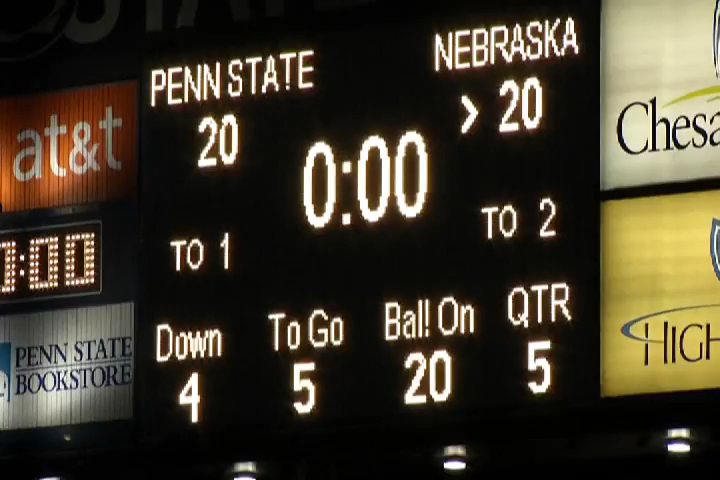 STATE
at&t
PENN STATE
NEBRASKA
20
> 20
0:00
:00
TO 1
TO 2
Down
To Go
Ball On
QTR
4
5
20
5
PENN STATE
BOOKSTORE
Chesa
HIGH